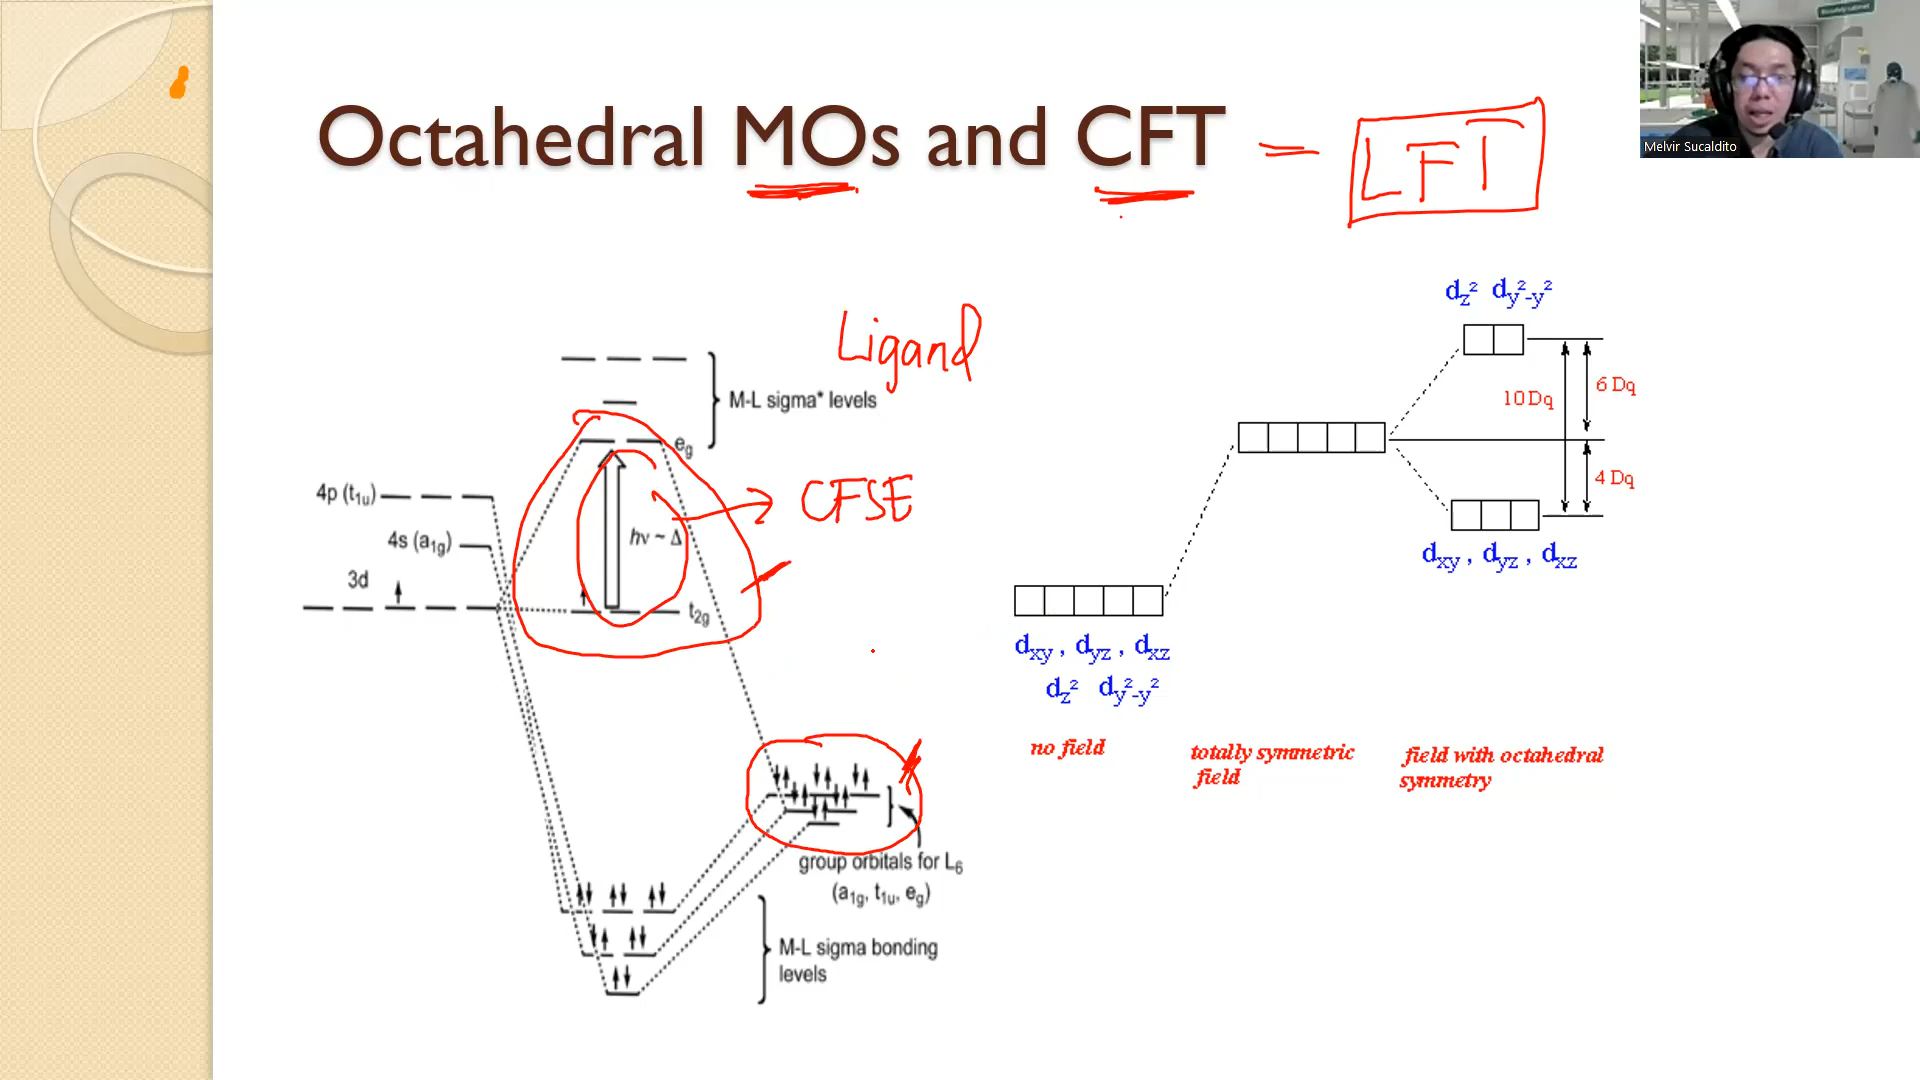 Octahedral MOs and CFT - LFT
Melvir Sucaldito
Ligand
M-L sigma* levels
eg
CFSE
4p (t1u)
4s (a1g)
hν ~ Δ
3d
t2g
group orbitals for L6
(a1g, t1u, eg)
M-L sigma bonding
levels
dz² dy²-y²
10 Dq
6 Dq
4 Dq
dxy , dyz , dxz
dxy , dyz , dxz
dz² dy²-y²
no field
totally symmetric
field
field with octahedral
symmetry